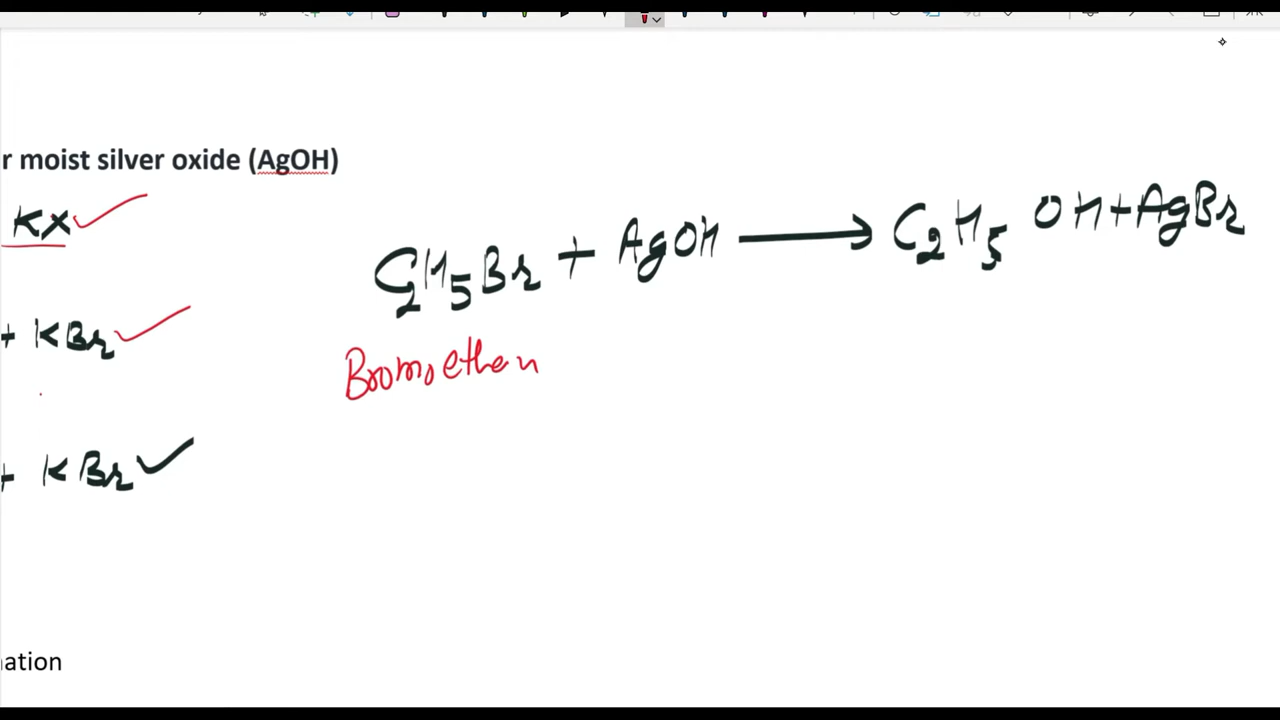 r moist silver oxide (AgOH)
KX
C2H5Br + AgOH → C2H5 OH+AgBr
+ KBr
Bromoethan
+ KBr
ation